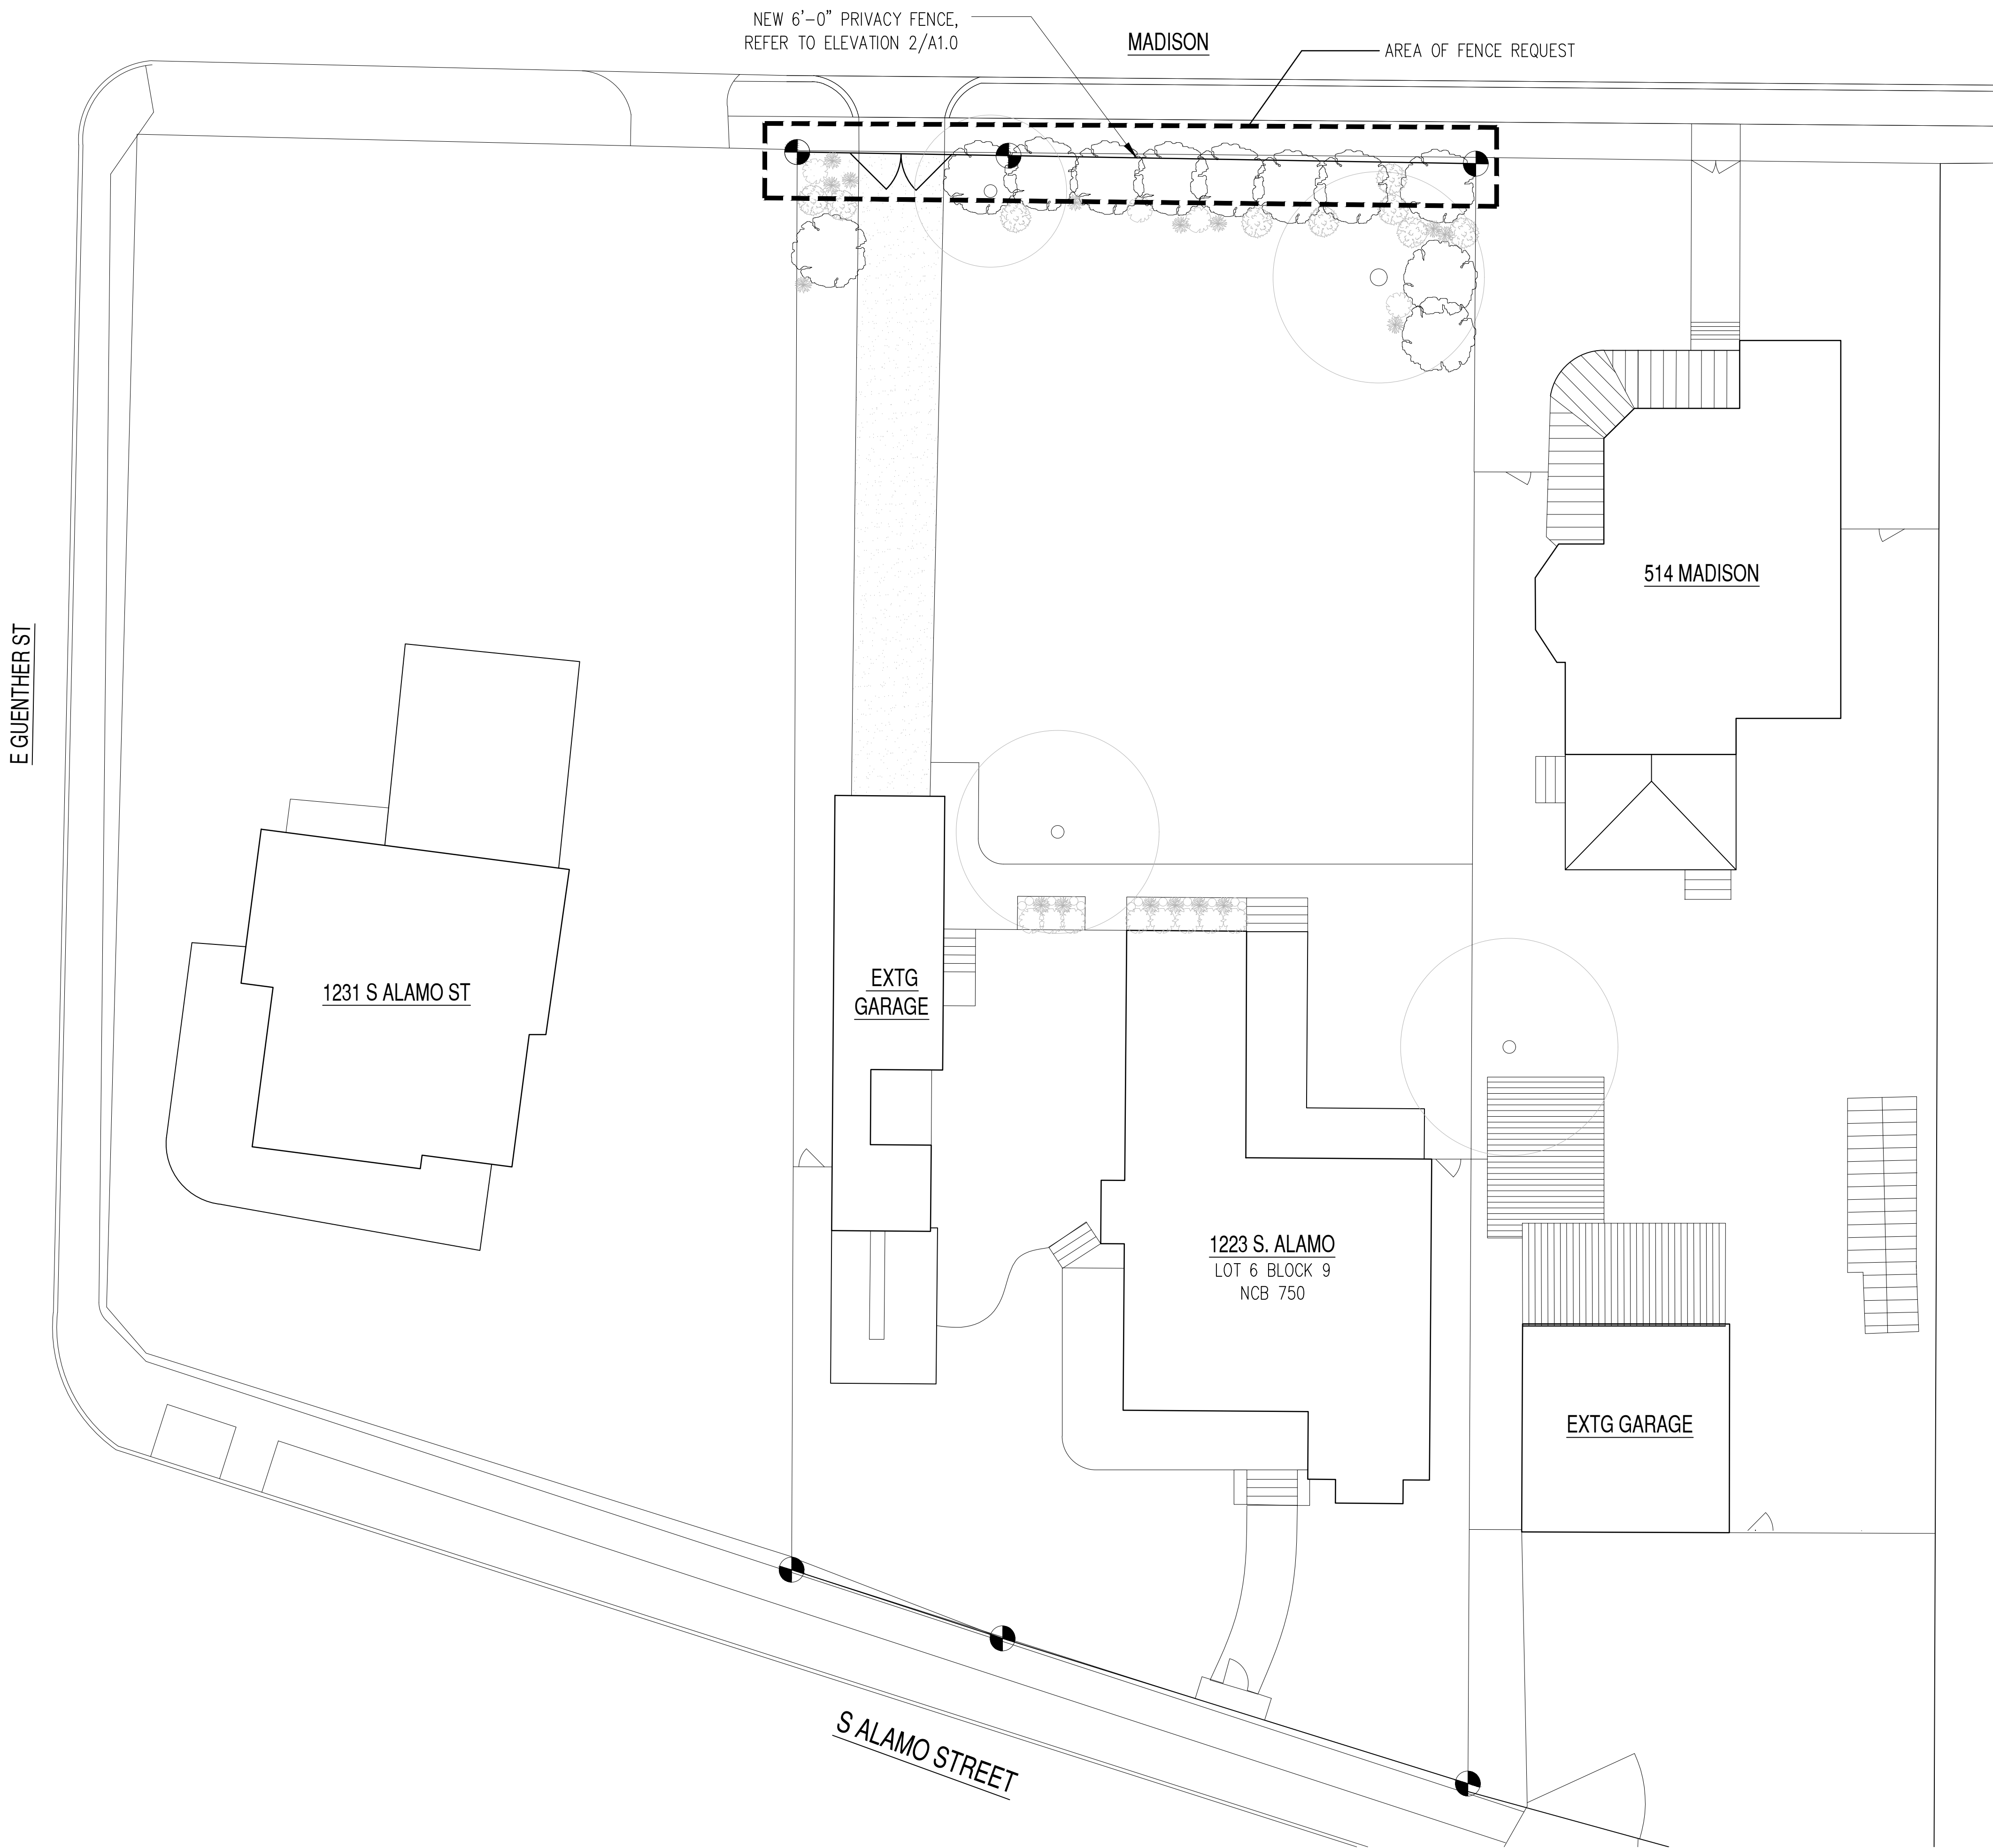 NEW 6'-0" PRIVACY FENCE,
REFER TO ELEVATION 2/A1.0
MADISON
AREA OF FENCE REQUEST
514 MADISON
E GUENTHER ST
1231 S ALAMO ST
EXTG
GARAGE
1223 S. ALAMO
LOT 6 BLOCK 9
NCB 750
EXTG GARAGE
S ALAMO STREET